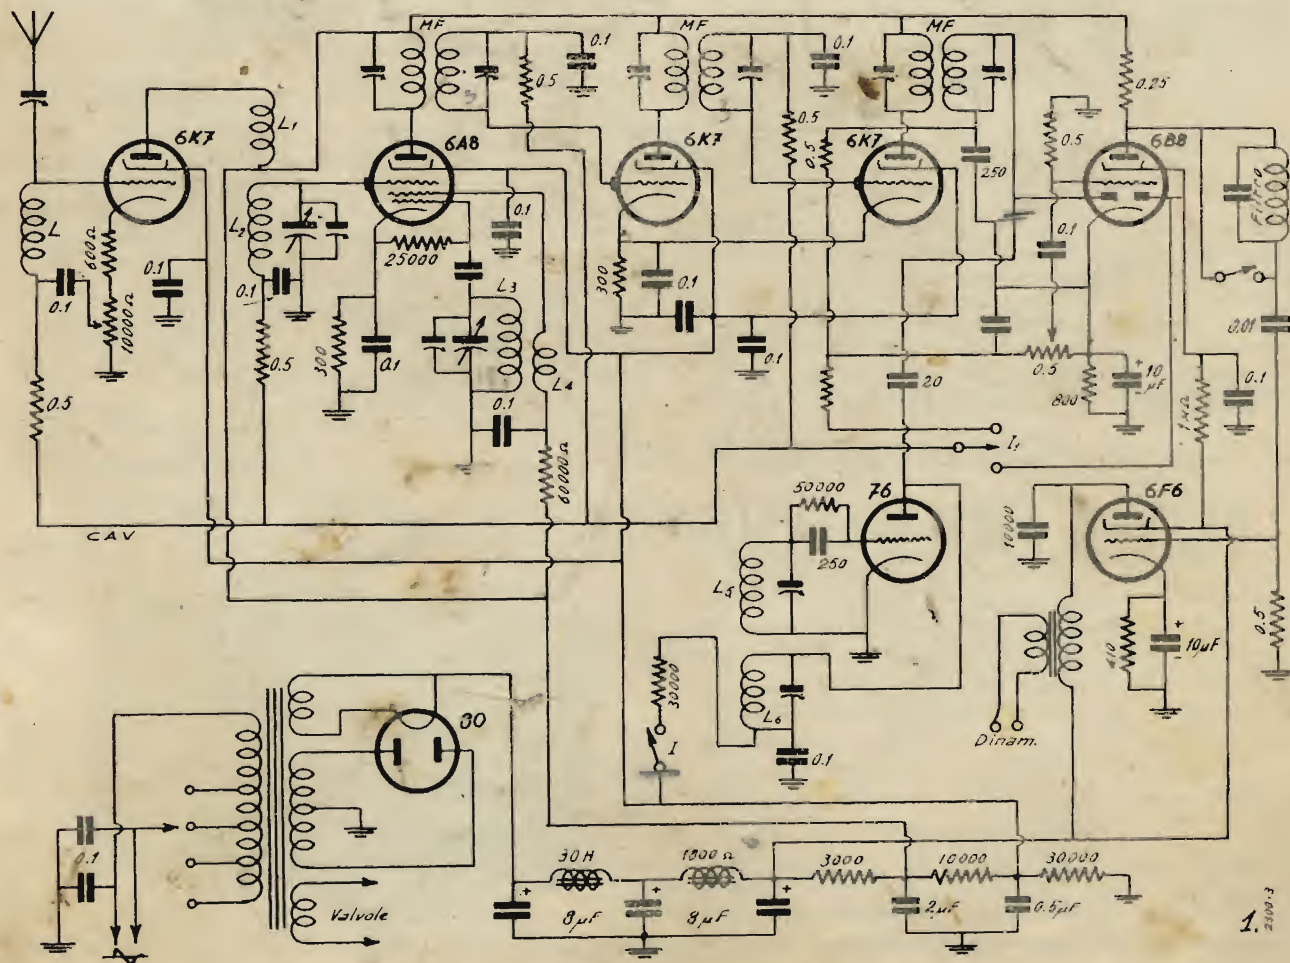 MF
MF
MF
0.1
0.5
0.1
0.5
0.25
6K7
L1
6A8
6K7
0.5
6K7
250
0.5
6B8
Filtro
L
600Ω
0.1
10000Ω
0.1
L2
0.1
25000
0.1
L3
300
0.1
0.1
300
0.1
0.1
0.1
0.01
0.5
0.5
L4
0.1
60000Ω
20
0.5
800
10 µF
1 MΩ
0.1
I1
CAV
50000
76
250
L5
10000
6F6
410
10µF
0.5
30000
I
L6
0.1
Dinam.
80
0.1
Valvole
30H
1800 Ω
3000
10000
30000
8µF
8µF
2µF
0.5µF
1.
2300·3